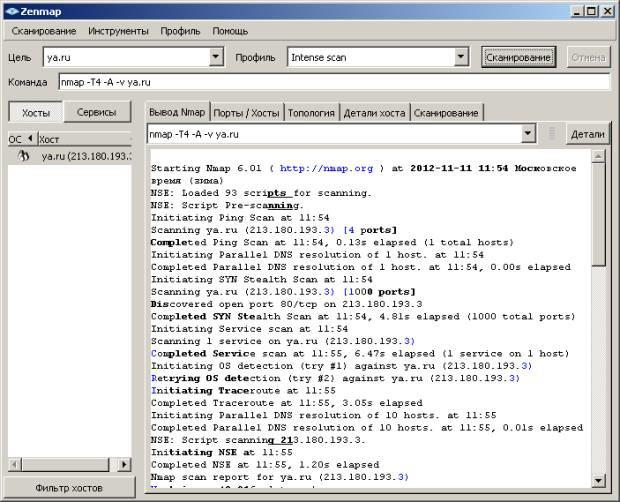 Zenmap
Сканирование Инструменты Профиль Помощь
Цель: ya.ru Профиль: Intense scan Сканирование Отмена
Команда: nmap -T4 -A -v ya.ru
Хосты Сервисы Вывод Nmap Порты / Хосты Топология Детали хоста Сканирование
ОС Хост nmap -T4 -A -v ya.ru Детали
ya.ru (213.180.193.
Starting Nmap 6.01 ( http://nmap.org ) at 2012-11-11 11:54 Московское
время (зима)
NSE: Loaded 93 scripts for scanning.
NSE: Script Pre-scanning.
Initiating Ping Scan at 11:54
Scanning ya.ru (213.180.193.3) [4 ports]
Completed Ping Scan at 11:54, 0.13s elapsed (1 total hosts)
Initiating Parallel DNS resolution of 1 host. at 11:54
Completed Parallel DNS resolution of 1 host. at 11:54, 0.00s elapsed
Initiating SYN Stealth Scan at 11:54
Scanning ya.ru (213.180.193.3) [1000 ports]
Discovered open port 80/tcp on 213.180.193.3
Completed SYN Stealth Scan at 11:54, 4.81s elapsed (1000 total ports)
Initiating Service scan at 11:54
Scanning 1 service on ya.ru (213.180.193.3)
Completed Service scan at 11:55, 6.47s elapsed (1 service on 1 host)
Initiating OS detection (try #1) against ya.ru (213.180.193.3)
Retrying OS detection (try #2) against ya.ru (213.180.193.3)
Initiating Traceroute at 11:55
Completed Traceroute at 11:55, 3.05s elapsed
Initiating Parallel DNS resolution of 10 hosts. at 11:55
Completed Parallel DNS resolution of 10 hosts. at 11:55, 0.01s elapsed
NSE: Script scanning 213.180.193.3.
Initiating NSE at 11:55
Completed NSE at 11:55, 1.20s elapsed
Nmap scan report for ya.ru (213.180.193.3)
Фильтр хостов